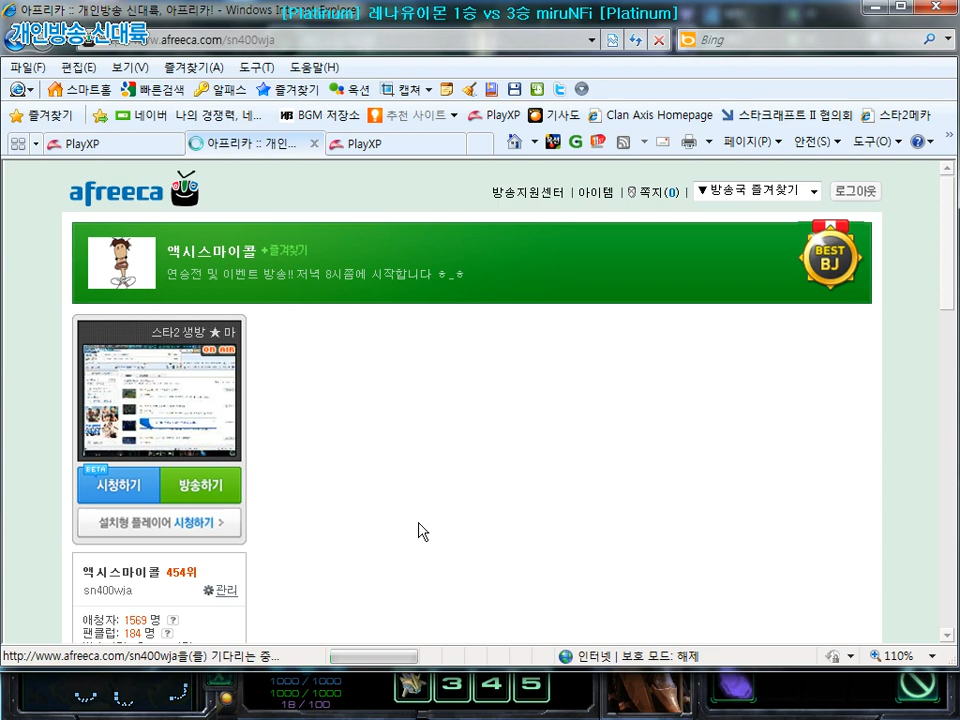 아프리카 :: 개인방송 신대륙, 아프리카! - Windows Internet Explorer
[Platinum] 레나유이몬 1승 vs 3승 miruNFi [Platinum]
개인방송 신대륙
www.afreeca.com/sn400wja
Bing
파일(F) 편집(E) 보기(V) 즐겨찾기(A) 도구(T) 도움말(H)
스마트홈 빠른검색 알패스 즐겨찾기 옥션 캡쳐
즐겨찾기 네이버 나의 경쟁력, 네... BGM 저장소 추천 사이트 PlayXP 기사도 Clan Axis Homepage 스타크래프트 II 협의회 스타2메카
PlayXP 아프리카 :: 개인... PlayXP 페이지(P) 안전(S) 도구(O)
afreeca 방송지원센터 | 아이템 | 쪽지(0) | ▼방송국 즐겨찾기 로그아웃
액시스마이콜 +즐겨찾기
연승전 및 이벤트 방송!! 저녁 8시쯤에 시작합니다 ㅎ_ㅎ
BEST BJ
스타2 생방 ★ 마
ON AIR
BETA
시청하기 방송하기
설치형 플레이어 시청하기 >
액시스마이콜 454위
sn400wja 관리
애청자: 1569 명 ?
팬클럽: 184 명 ?
http://www.afreeca.com/sn400wja을(를) 기다리는 중... 인터넷 | 보호 모드: 해제 110%
1000 / 1000
1000 / 1000
18 / 100
3 4 5